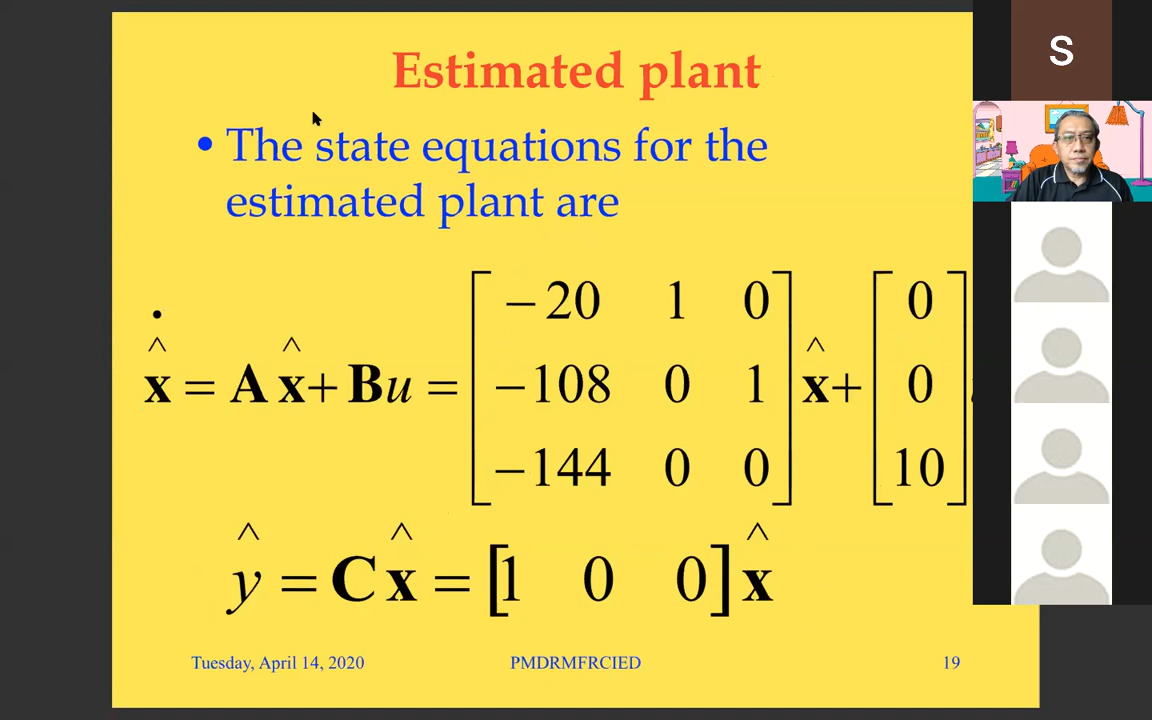 Estimated plant
S
• The state equations for the
estimated plant are
x̂̇ = A x̂ + Bu = [ −20 1 0
−108 0 1
−144 0 0 ] x̂ + [ 0
0
10 ]
ŷ = C x̂ = [1 0 0] x̂
Tuesday, April 14, 2020 PMDRMFRCIED 19